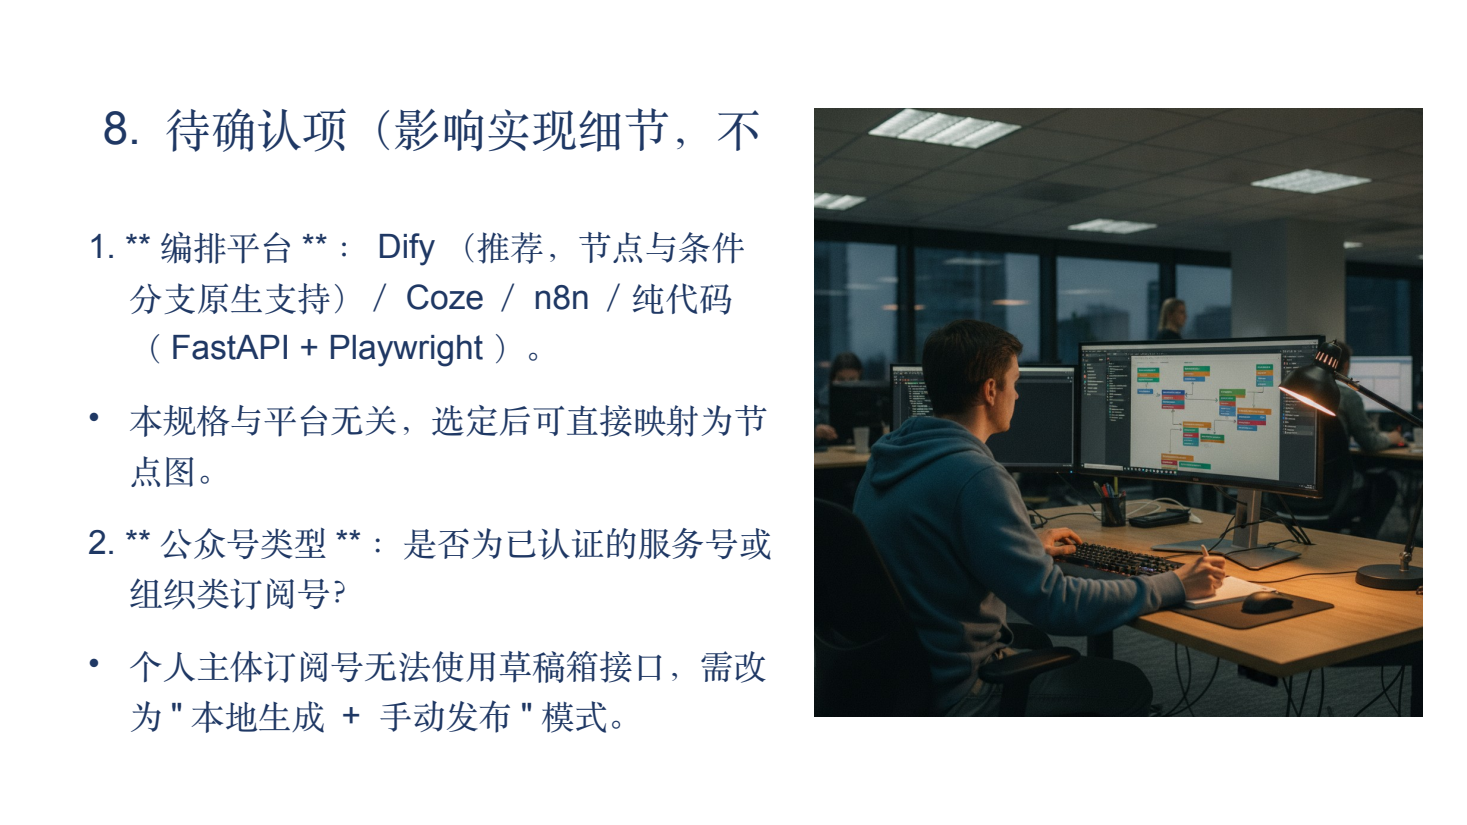 8. 待确认项（影响实现细节，不
1. ** 编排平台 **： Dify （推荐，节点与条件
分支原生支持） / Coze / n8n / 纯代码
（ FastAPI + Playwright ）。
• 本规格与平台无关，选定后可直接映射为节
点图。
2. ** 公众号类型 **：是否为已认证的服务号或
组织类订阅号?
• 个人主体订阅号无法使用草稿箱接口，需改
为 " 本地生成 + 手动发布 " 模式。